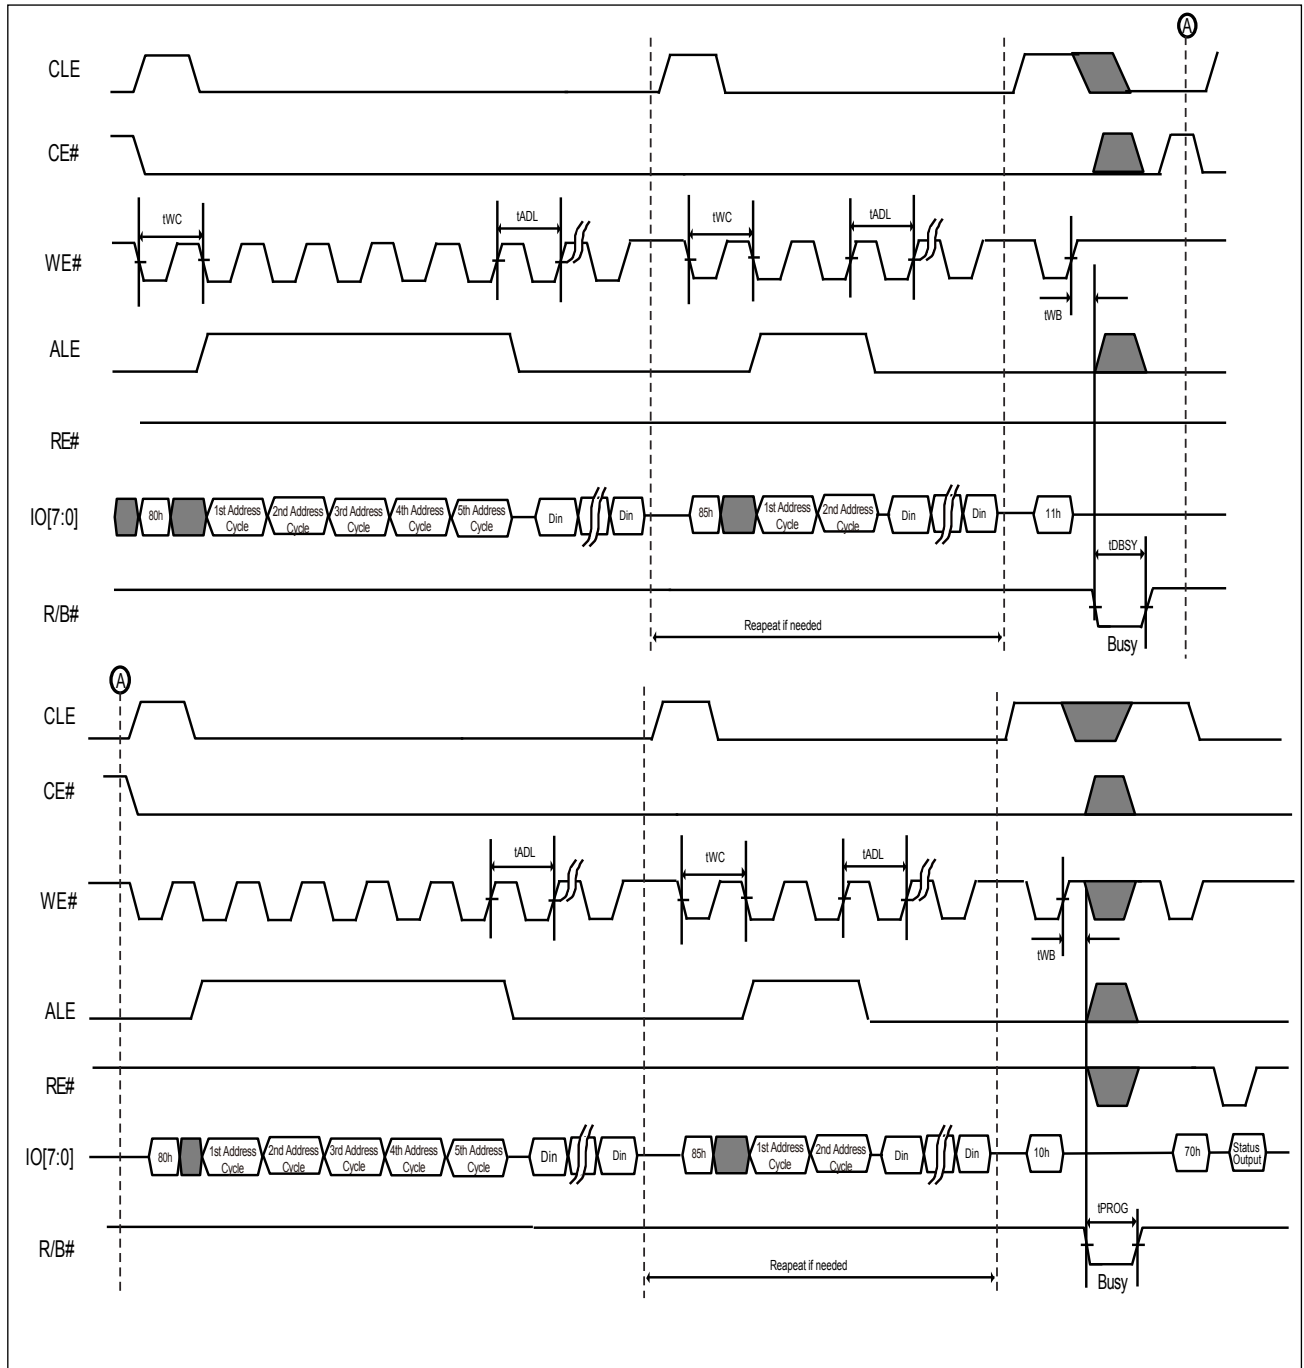 A
CLE
CE#
tWC
tADL
tWC
tADL
WE#
tWB
ALE
RE#
IO[7:0]
80h
1st Address
Cycle
2nd Address
Cycle
3rd Address
Cycle
4th Address
Cycle
5th Address
Cycle
Din
Din
85h
1st Address
Cycle
2nd Address
Cycle
Din
Din
11h
tDBSY
R/B#
Reapeat if needed
Busy
A
CLE
CE#
tADL
tWC
tADL
WE#
tWB
ALE
RE#
IO[7:0]
80h
1st Address
Cycle
2nd Address
Cycle
3rd Address
Cycle
4th Address
Cycle
5th Address
Cycle
Din
Din
85h
1st Address
Cycle
2nd Address
Cycle
Din
Din
10h
70h
Status
Output
tPROG
R/B#
Reapeat if needed
Busy